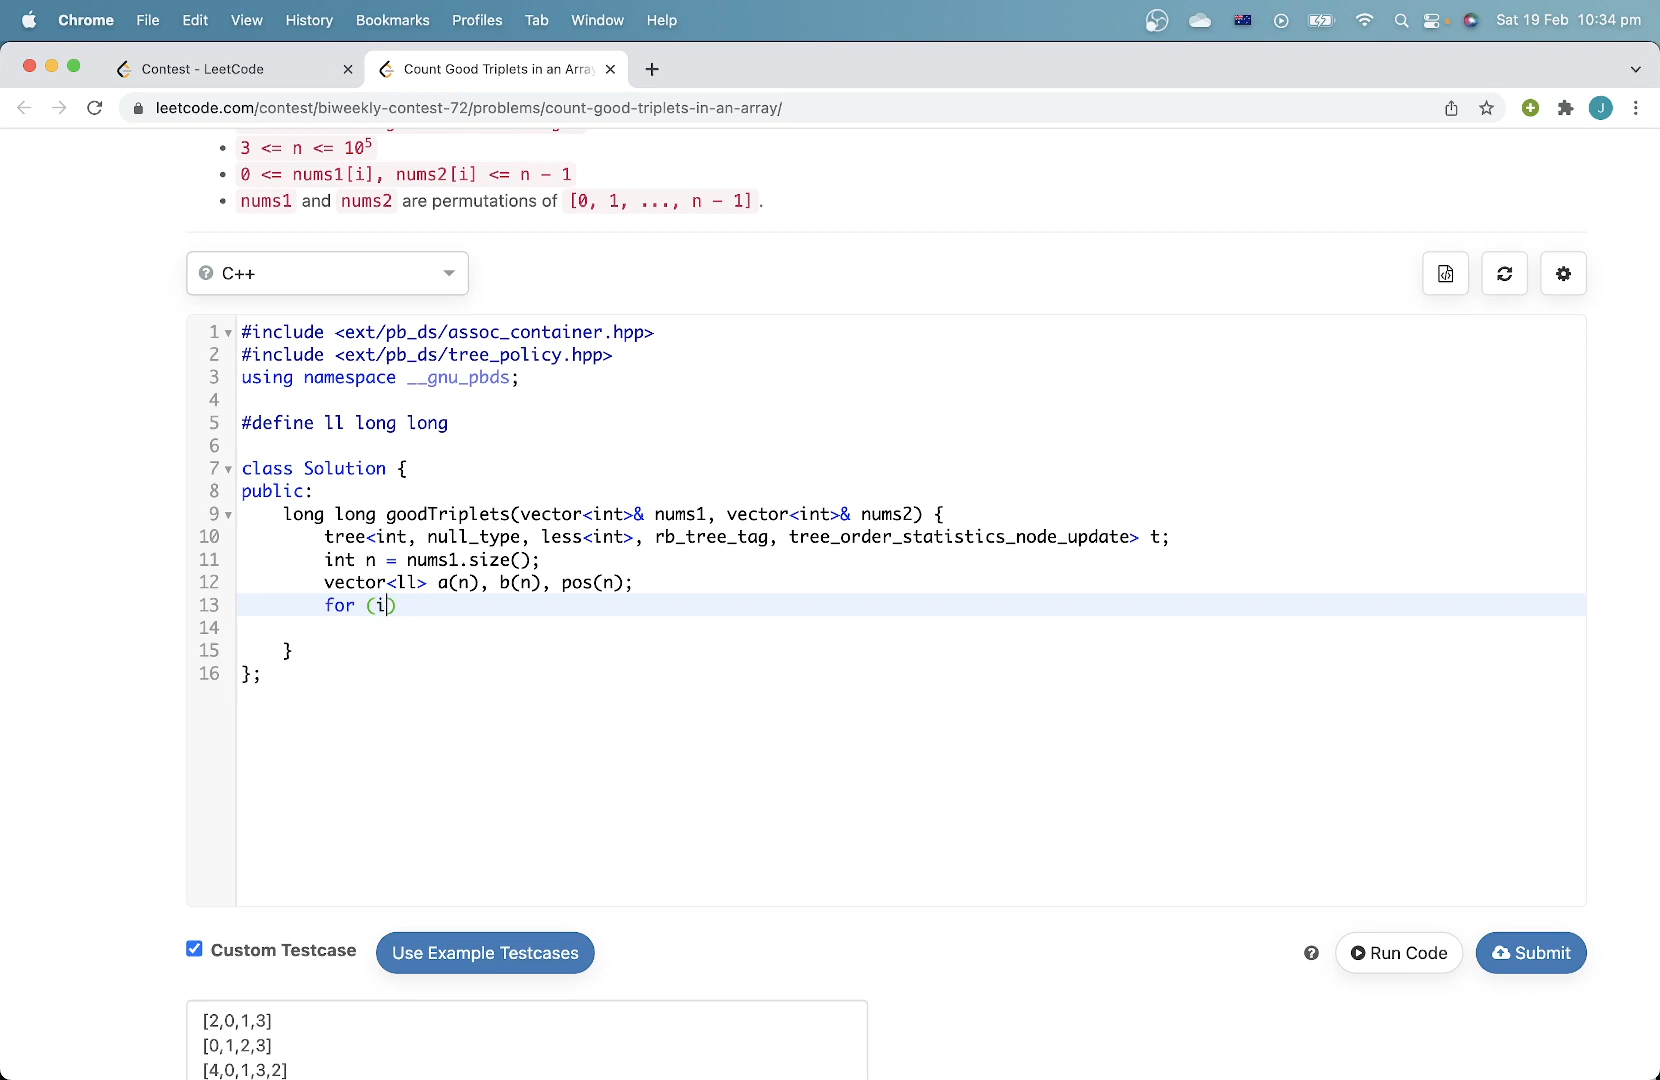 Chrome File Edit View History Bookmarks Profiles Tab Window Help Sat 19 Feb 10:34 pm
Contest - LeetCode Count Good Triplets in an Arra
leetcode.com/contest/biweekly-contest-72/problems/count-good-triplets-in-an-array/ J
3 <= n <= 10⁵
0 <= nums1[i], nums2[i] <= n - 1
nums1 and nums2 are permutations of [0, 1, ..., n - 1].
C++
1 #include <ext/pb_ds/assoc_container.hpp>
2 #include <ext/pb_ds/tree_policy.hpp>
3 using namespace __gnu_pbds;
4
5 #define ll long long
6
7 class Solution {
8 public:
9 long long goodTriplets(vector<int>& nums1, vector<int>& nums2) {
10 tree<int, null_type, less<int>, rb_tree_tag, tree_order_statistics_node_update> t;
11 int n = nums1.size();
12 vector<ll> a(n), b(n), pos(n);
13 for (i)
14
15 }
16 };
Custom Testcase Use Example Testcases Run Code Submit
[2,0,1,3]
[0,1,2,3]
[4,0,1,3,2]